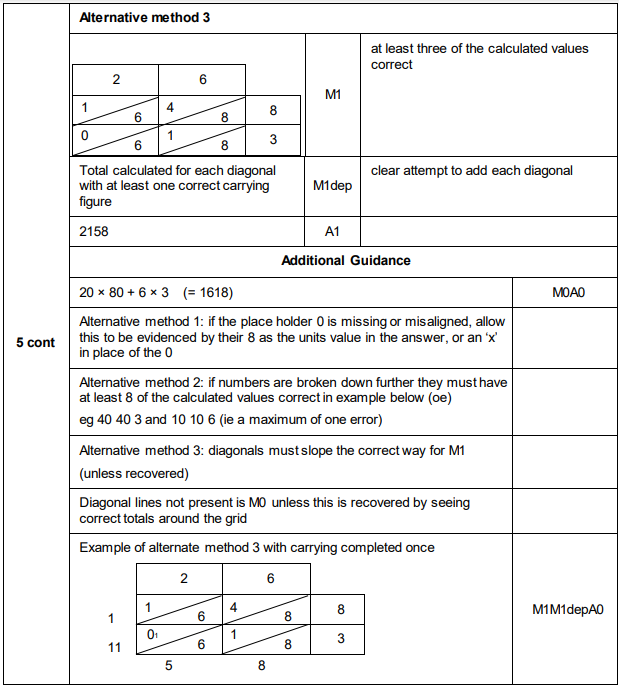 Alternative method 3
2 6
1 6 4 8 8
0 6 1 8 3
M1
at least three of the calculated values
correct
Total calculated for each diagonal
with at least one correct carrying
figure
M1dep
clear attempt to add each diagonal
2158
A1
Additional Guidance
20 × 80 + 6 × 3 (= 1618)
M0A0
5 cont
Alternative method 1: if the place holder 0 is missing or misaligned, allow
this to be evidenced by their 8 as the units value in the answer, or an ‘x’
in place of the 0
Alternative method 2: if numbers are broken down further they must have
at least 8 of the calculated values correct in example below (oe)
eg 40 40 3 and 10 10 6 (ie a maximum of one error)
Alternative method 3: diagonals must slope the correct way for M1
(unless recovered)
Diagonal lines not present is M0 unless this is recovered by seeing
correct totals around the grid
Example of alternate method 3 with carrying completed once
2 6
1 1 6 4 8 8
11 01 6 1 8 3
5 8
M1M1depA0